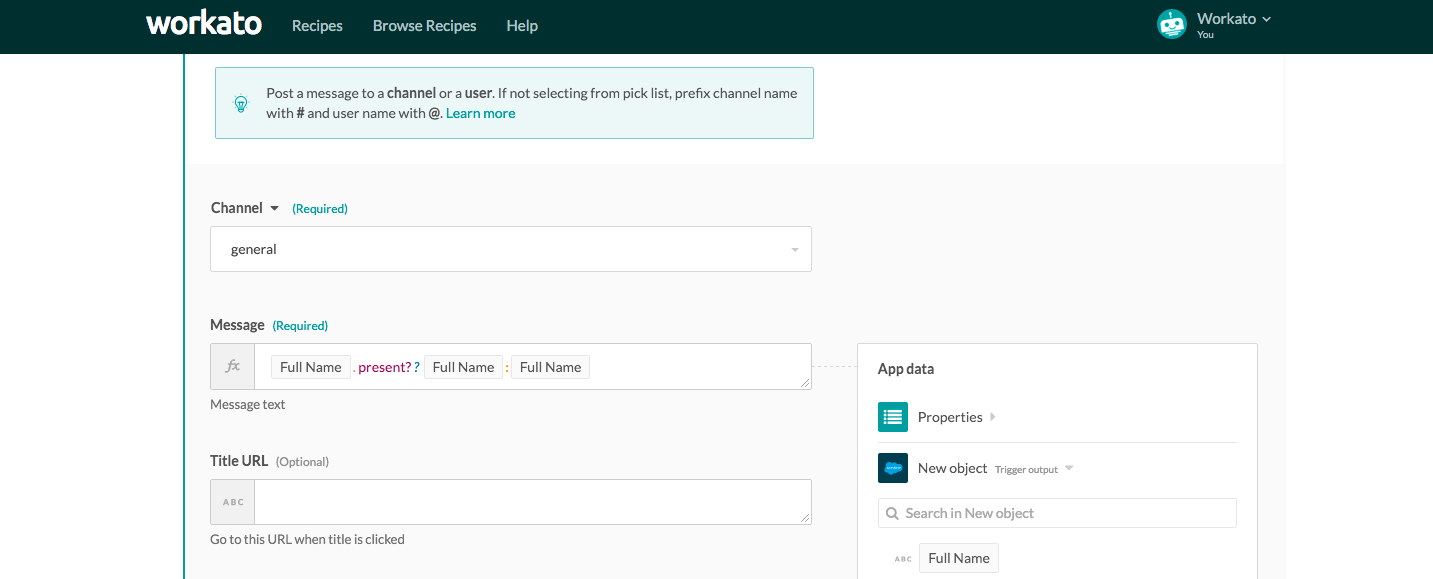 workato Recipes Browse Recipes Help Workato
You
Post a message to a channel or a user. If not selecting from pick list, prefix channel name
with # and user name with @. Learn more
Channel (Required)
general
Message (Required)
fx Full Name .present? ? Full Name : Full Name
Message text
Title URL (Optional)
ABC
Go to this URL when title is clicked
App data
Properties
New object Trigger output
Search in New object
ABC Full Name